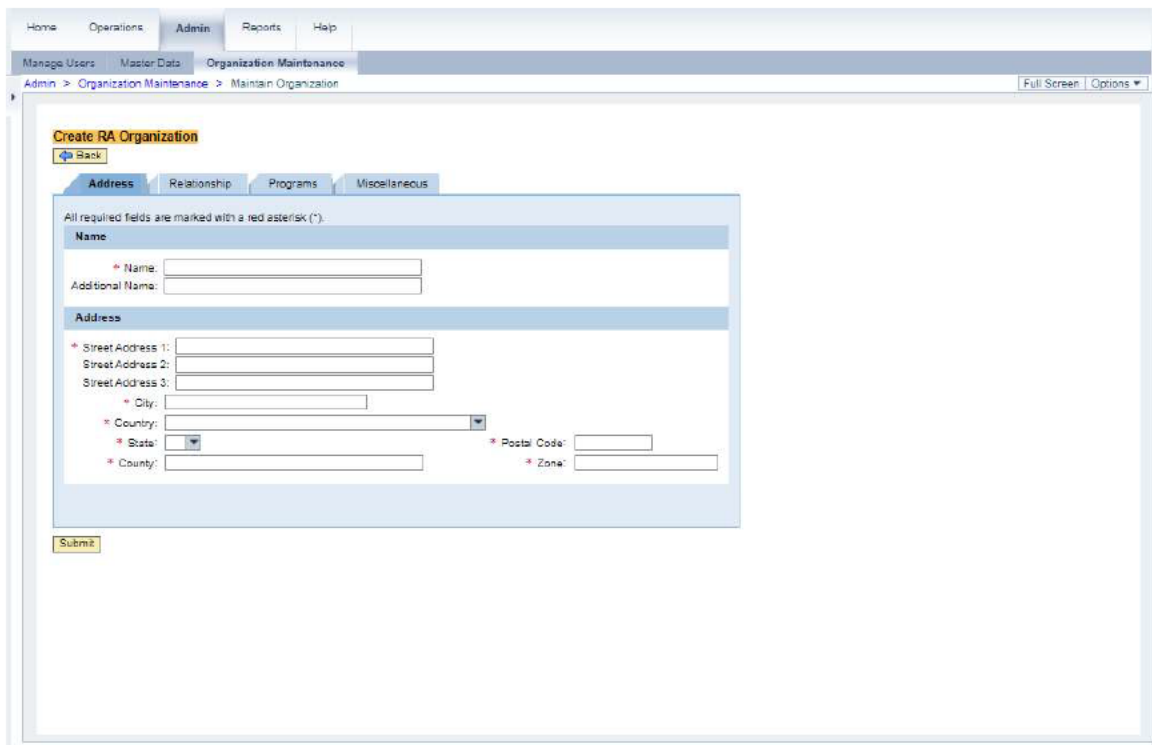 Home Operations Admin Reports Help
Manage Users Master Data Organization Maintenance
Admin > Organization Maintenance > Maintain Organization Full Screen Options
Create RA Organization
Back
Address Relationship Programs Miscellaneous
All required fields are marked with a red asterisk (*).
Name
* Name:
Additional Name:
Address
* Street Address 1:
Street Address 2:
Street Address 3:
* City:
* Country:
* State: * Postal Code:
* County: * Zone:
Submit